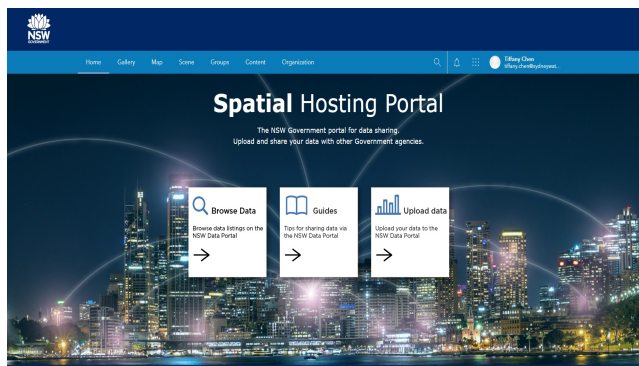 NSW
GOVERNMENT
Home Gallery Map Scene Groups Content Organization
Tiffany Chen
tiffany.chen@sydneywat...
Spatial Hosting Portal
The NSW Government portal for data sharing.
Upload and share your data with other Government agencies.
Browse Data
Browse data listings on the
NSW Data Portal
Guides
Tips for sharing data via
the NSW Data Portal
Upload data
Upload your data to the
NSW Data Portal